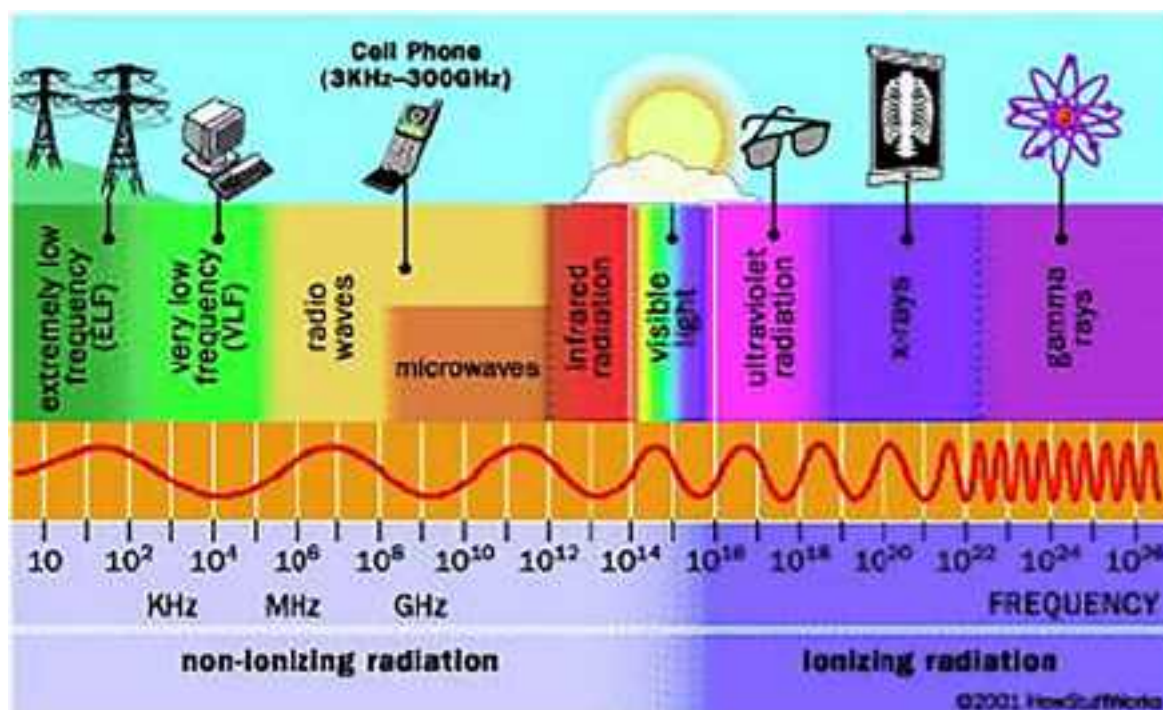 Cell Phone
(3KHz–300GHz)
extremely low
frequency
(ELF)
very low
frequency
(VLF)
radio
waves
microwaves
infrared
radiation
visible
light
ultraviolet
radiation
x-rays
gamma
rays
10 10² 10⁴ 10⁶ 10⁸ 10¹⁰ 10¹² 10¹⁴ 10¹⁶ 10¹⁸ 10²⁰ 10²² 10²⁴ 10²⁶
KHz MHz GHz FREQUENCY
non-ionizing radiation ionizing radiation
©2001 HowStuffWorks